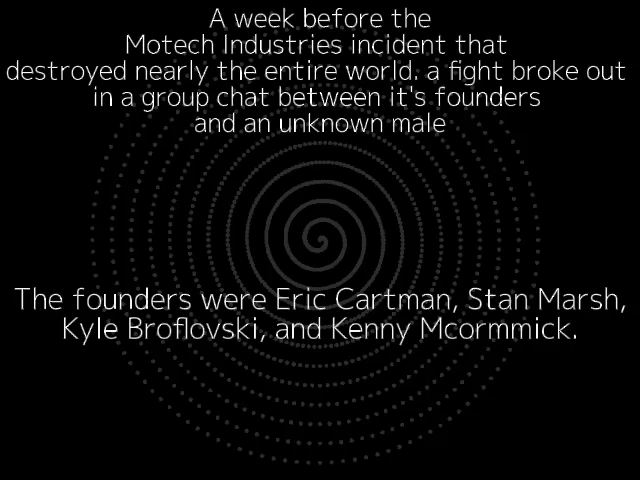 A week before the
Motech Industries incident that
destroyed nearly the entire world. a fight broke out
in a group chat between it's founders
and an unknown male
The founders were Eric Cartman, Stan Marsh,
Kyle Broflovski, and Kenny Mcormmick.